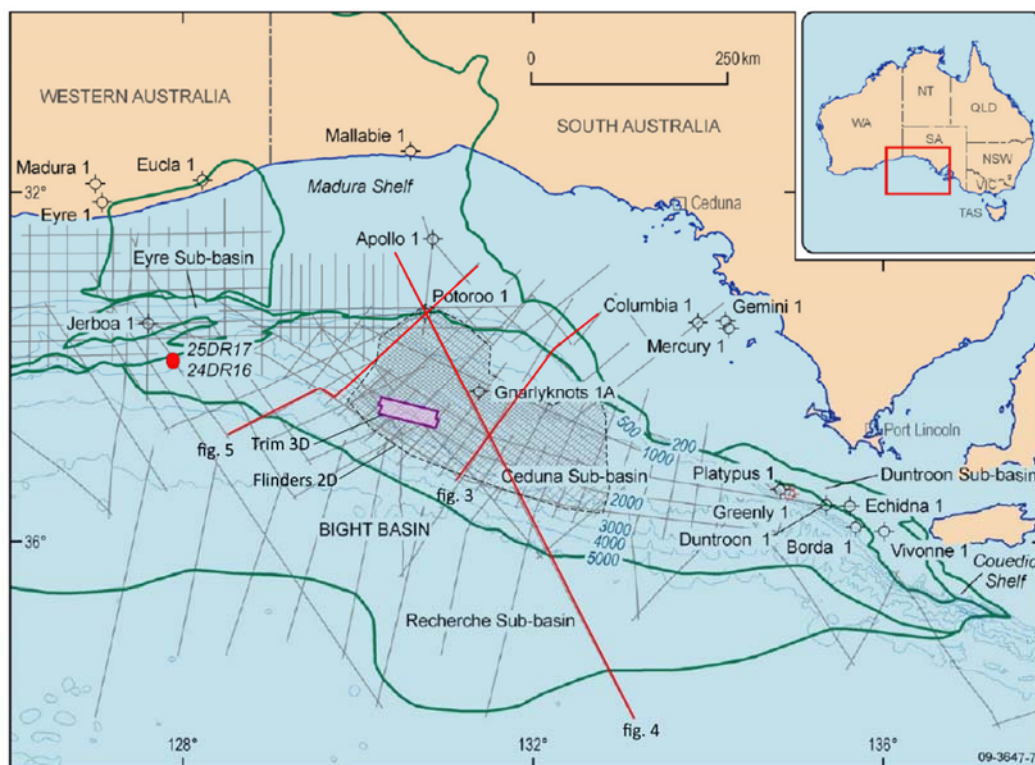 0
250 km
WESTERN AUSTRALIA
SOUTH AUSTRALIA
NT
QLD
WA
SA
NSW
VIC
TAS
Mallabie 1
Madura 1
Eucla 1
Madura Shelf
32°
Eyre 1
Ceduna
Apollo 1
Eyre Sub-basin
Potoroo 1
Columbia 1
Gemini 1
Jerboa 1
Mercury 1
25DR17
24DR16
Gnarlyknots 1A
500
200
1000
Port Lincoln
fig. 5
Trim 3D
Flinders 2D
Ceduna Sub-basin
Platypus 1
Duntroon Sub-basin
fig. 3
2000
Greenly 1
Echidna 1
BIGHT BASIN
3000
36°
4000
Duntroon 1
Borda 1
Vivonne 1
5000
Couedic
Shelf
Recherche Sub-basin
fig. 4
128°
132°
136°
09-3647-7